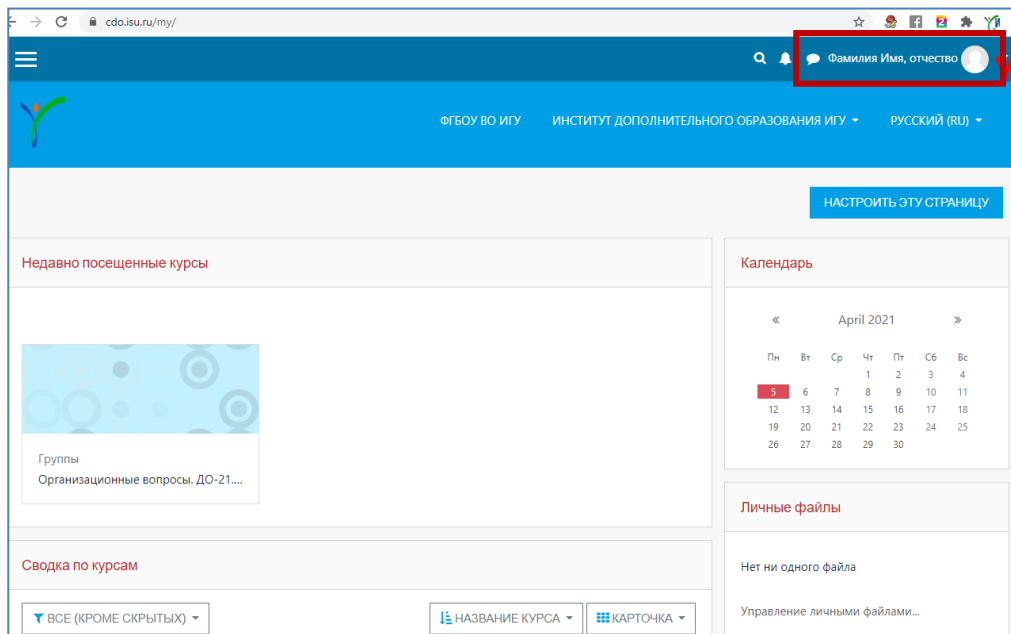 cdo.isu.ru/my/
Фамилия Имя, отчество
ФГБОУ ВО ИГУ ИНСТИТУТ ДОПОЛНИТЕЛЬНОГО ОБРАЗОВАНИЯ ИГУ РУССКИЙ (RU)
НАСТРОИТЬ ЭТУ СТРАНИЦУ
Недавно посещенные курсы
Группы
Организационные вопросы. ДО-21....
Сводка по курсам
ВСЕ (КРОМЕ СКРЫТЫХ) НАЗВАНИЕ КУРСА КАРТОЧКА
Календарь
« April 2021 »
Пн Вт Ср Чт Пт Сб Вс
1 2 3 4
5 6 7 8 9 10 11
12 13 14 15 16 17 18
19 20 21 22 23 24 25
26 27 28 29 30
Личные файлы
Нет ни одного файла
Управление личными файлами...